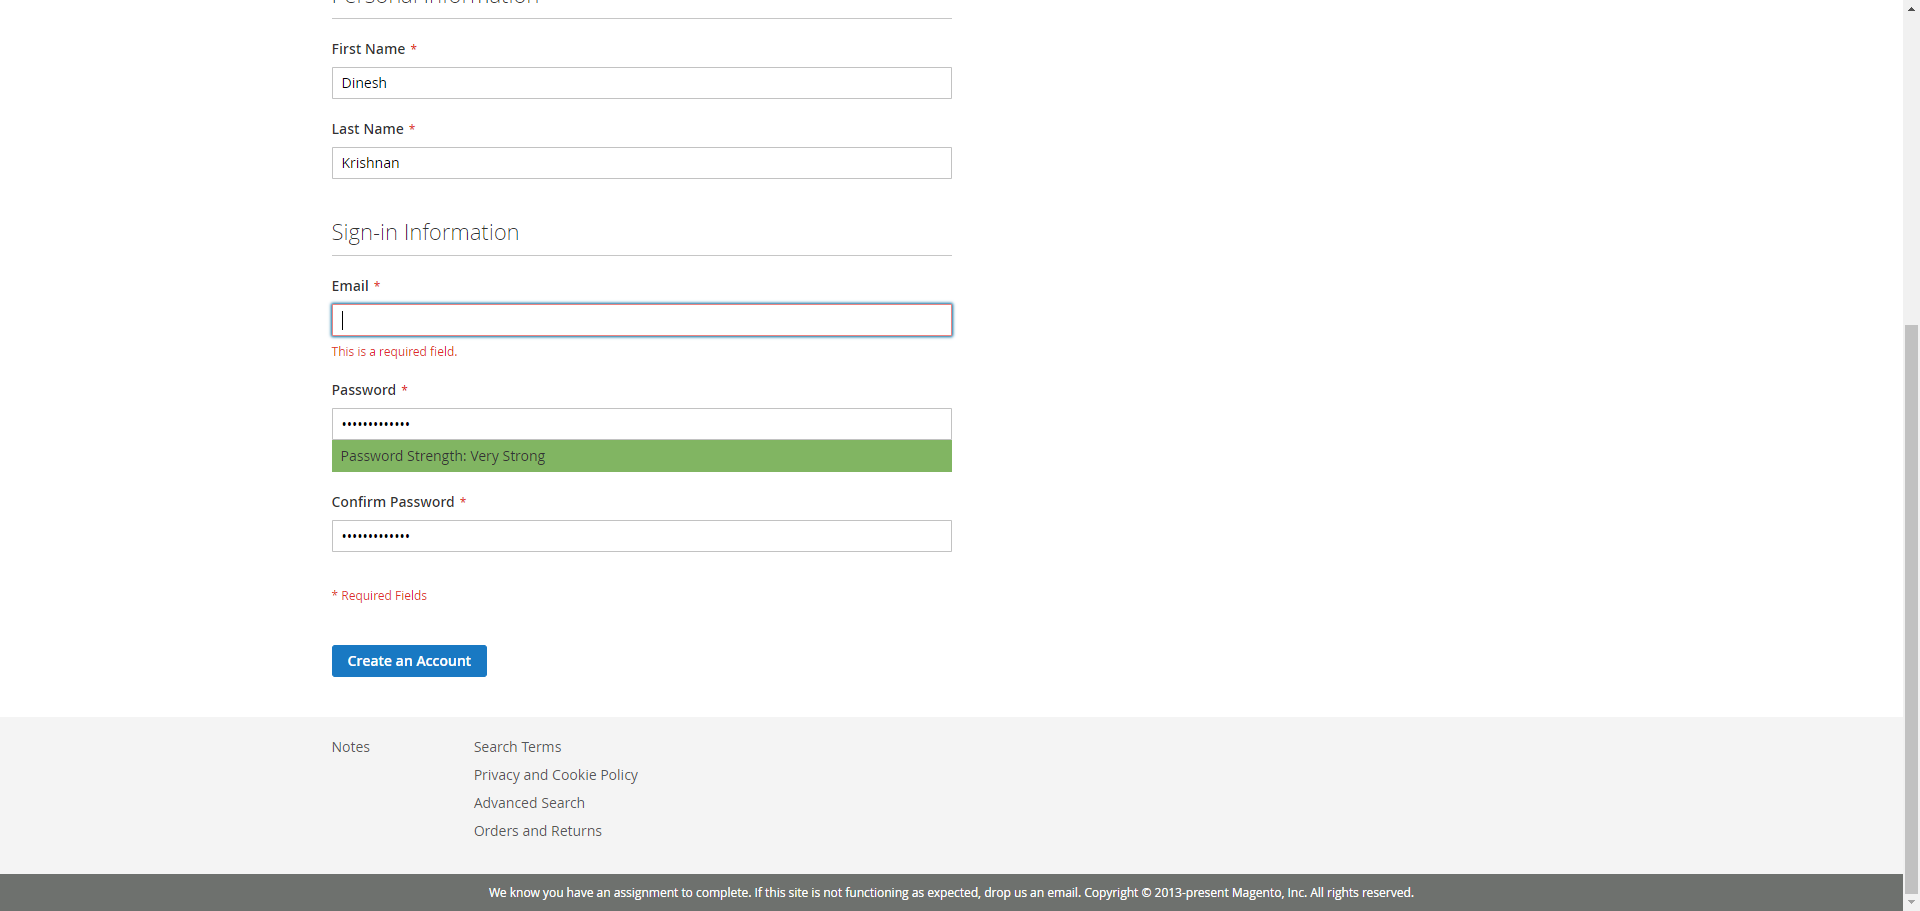 Personal Information
First Name *
Dinesh
Last Name *
Krishnan
Sign-in Information
Email *
This is a required field.
Password *
•••••••••••••
Password Strength: Very Strong
Confirm Password *
•••••••••••••
* Required Fields
Create an Account
Notes
Search Terms
Privacy and Cookie Policy
Advanced Search
Orders and Returns
We know you have an assignment to complete. If this site is not functioning as expected, drop us an email. Copyright © 2013-present Magento, Inc. All rights reserved.